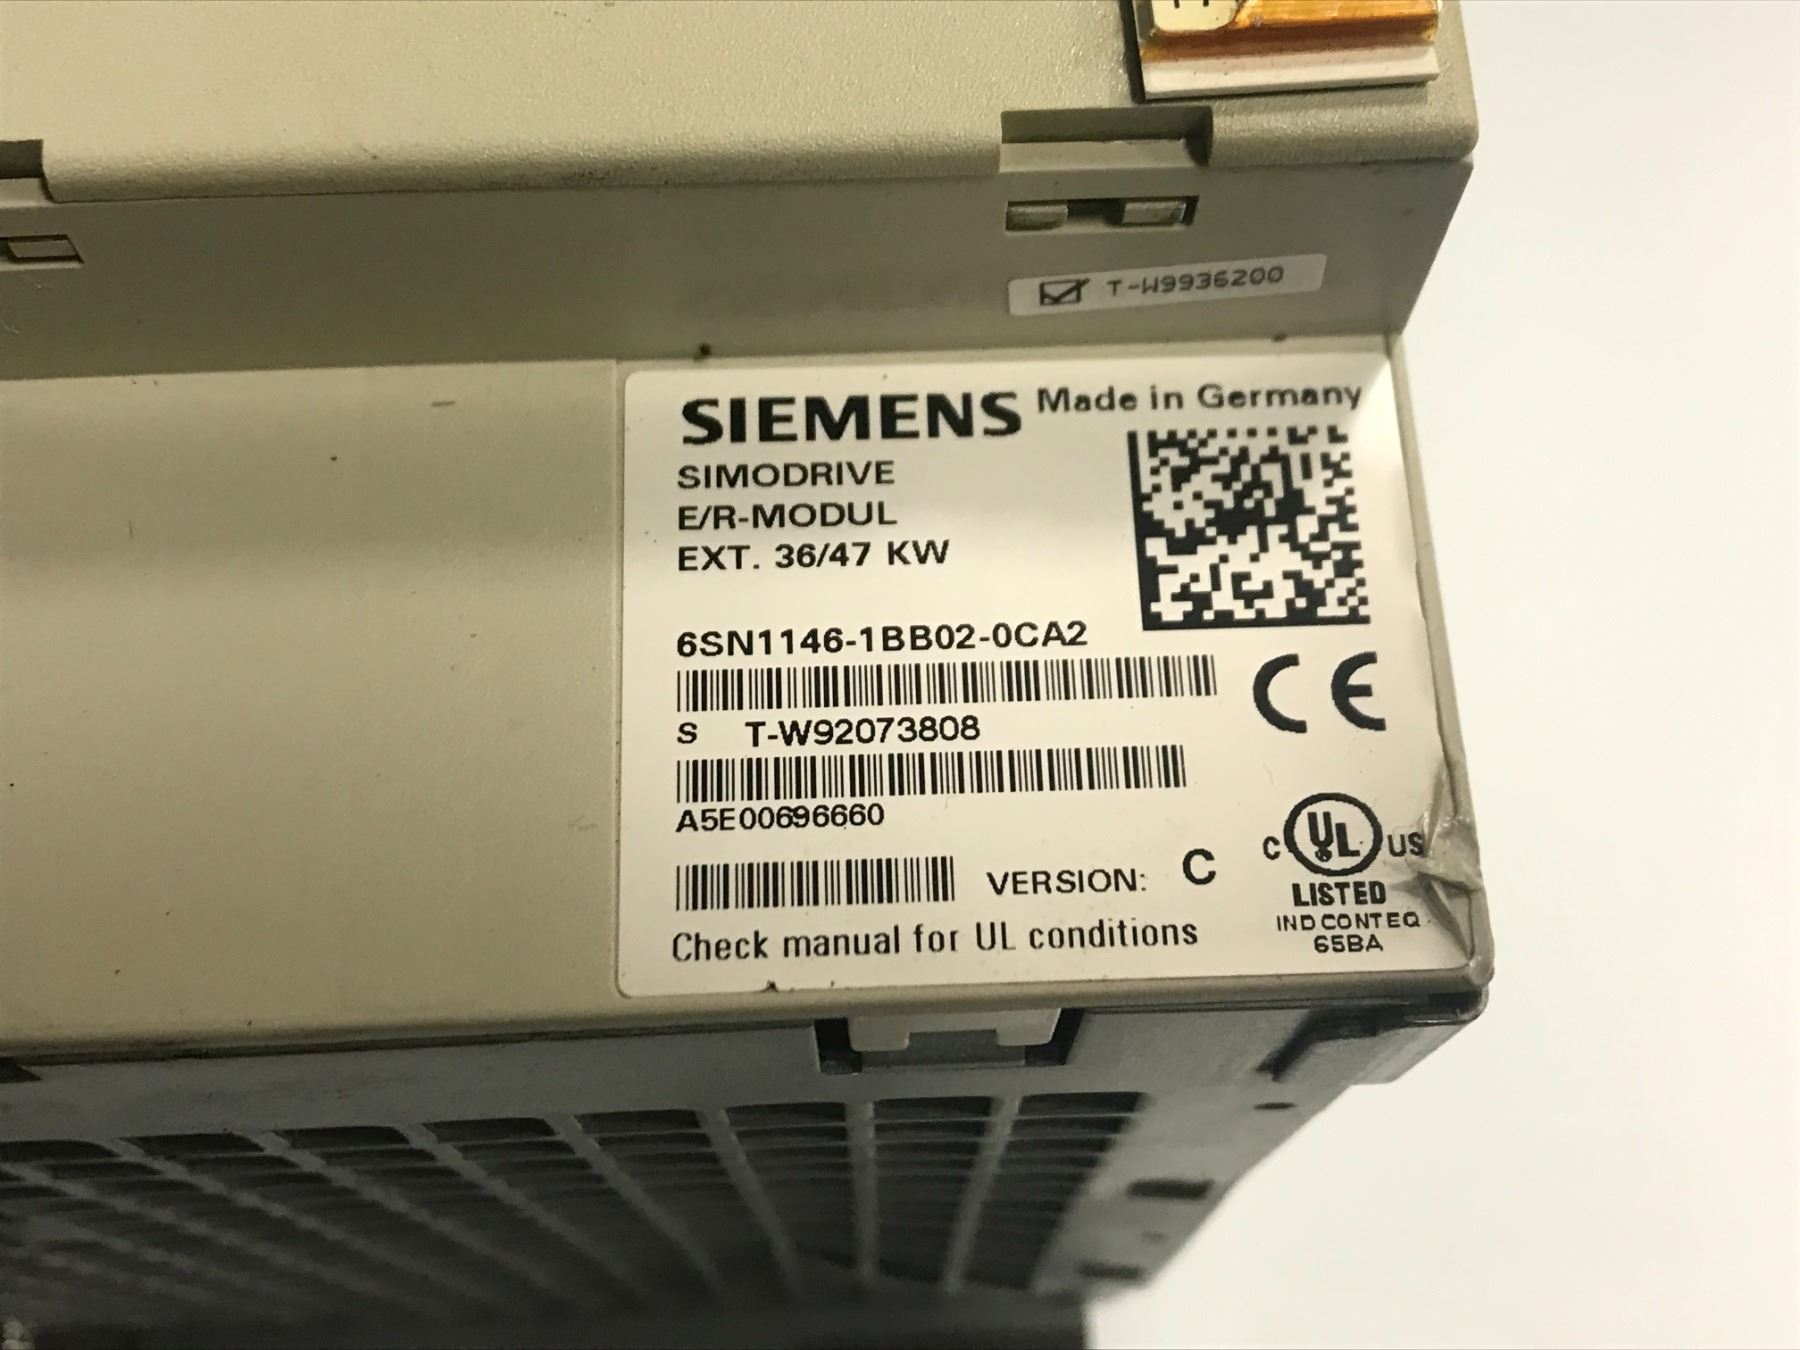 T-W9936200
SIEMENS Made in Germany
SIMODRIVE
E/R-MODUL
EXT. 36/47 KW
6SN1146-1BB02-0CA2
S T-W92073808
A5E00696660
VERSION: C
Check manual for UL conditions
CE
C UL US
LISTED
IND CONT EQ
65BA